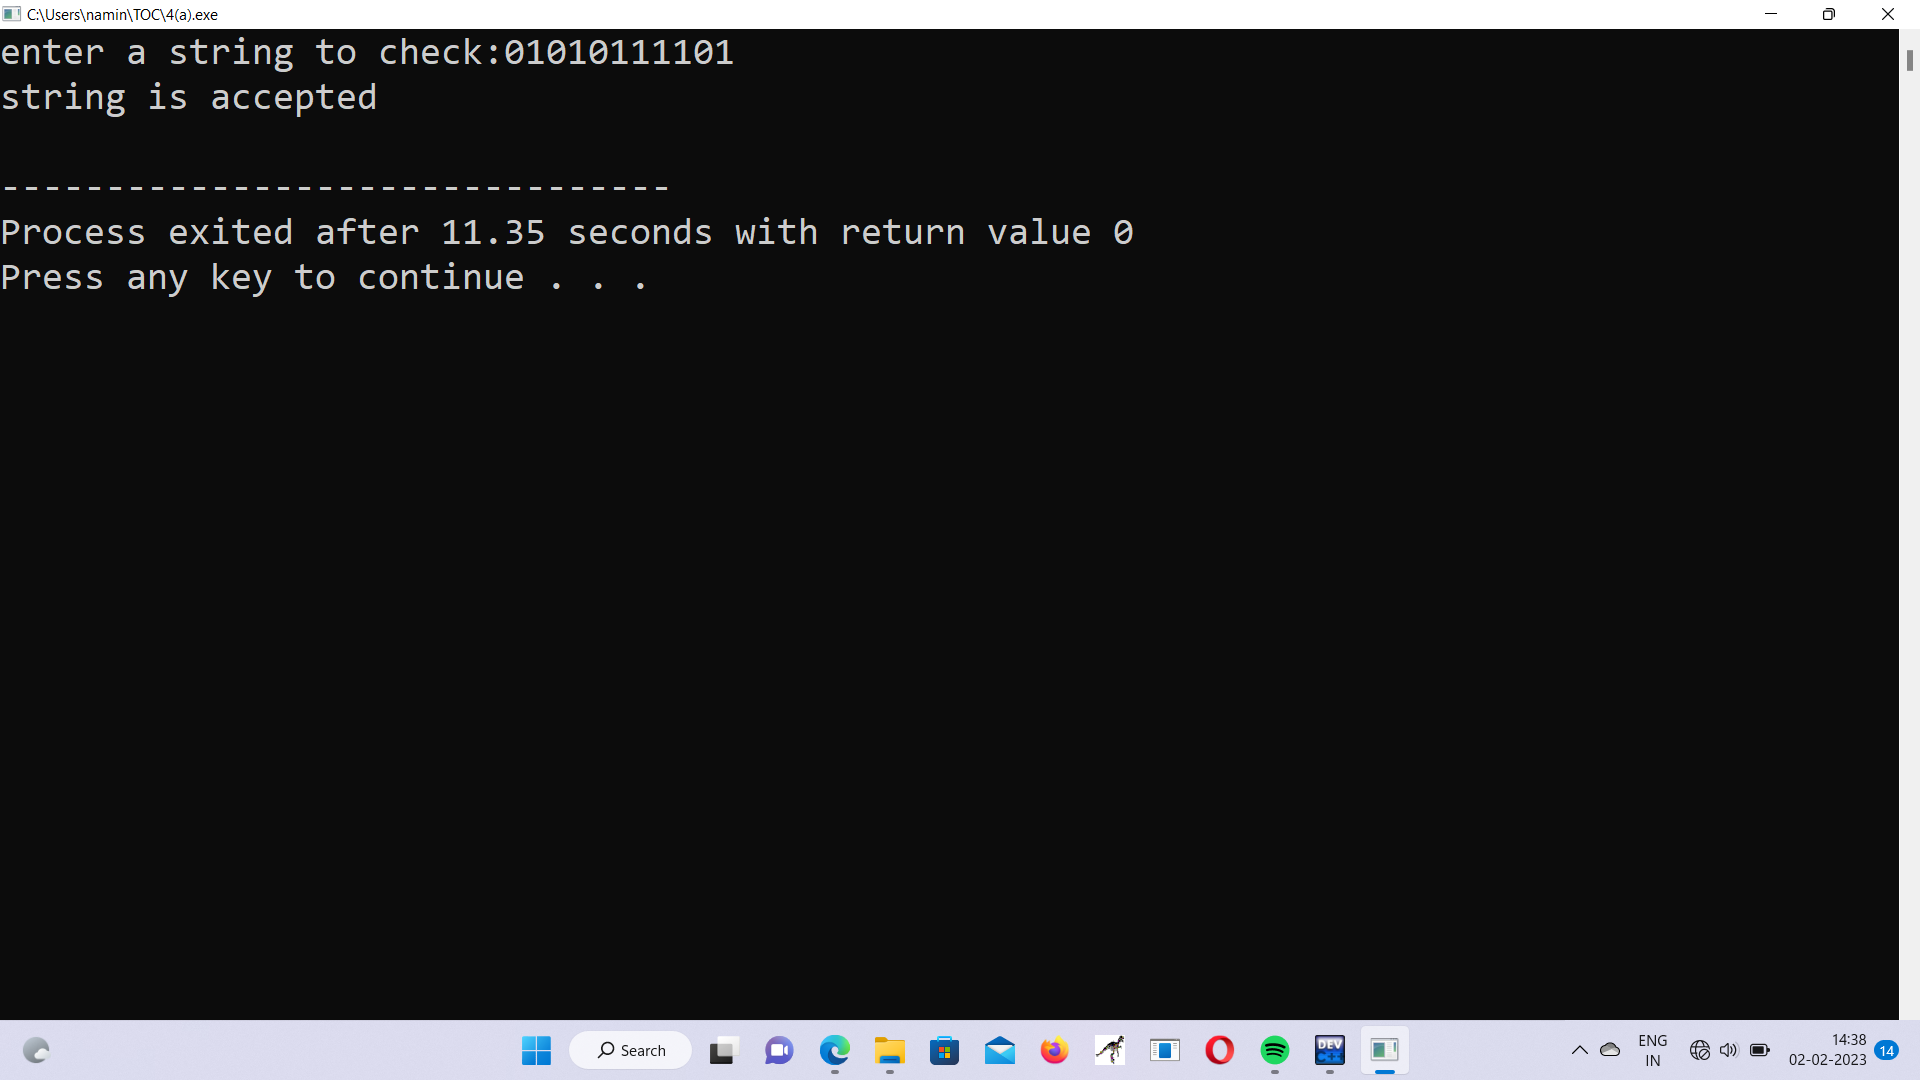 C:\Users\namin\TOC\4(a).exe
enter a string to check:01010111101
string is accepted
--------------------------------
Process exited after 11.35 seconds with return value 0
Press any key to continue . . .
Search
DEV
C++
ENG
IN
14:38
02-02-2023
14